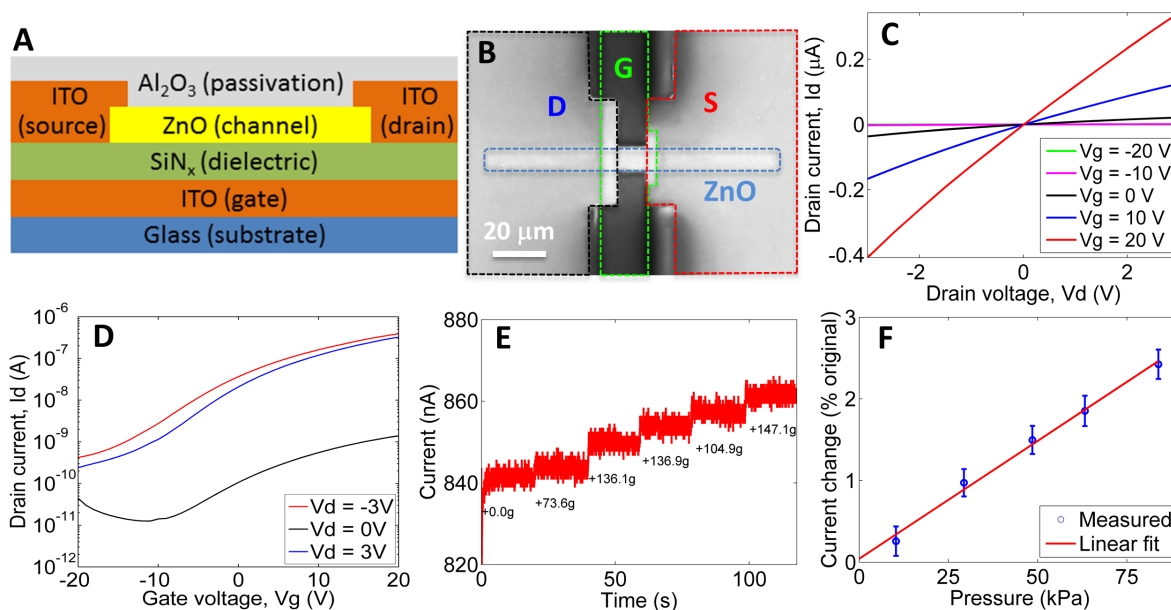 A
Al₂O₃ (passivation)
ITO
(source)
ZnO (channel)
ITO
(drain)
SiNₓ (dielectric)
ITO (gate)
Glass (substrate)
B
G
D
S
ZnO
20 μm
C
Drain current, Id (μA)
0.2
0
-0.2
-0.4
Vg = -20 V
Vg = -10 V
Vg = 0 V
Vg = 10 V
Vg = 20 V
-2
0
2
Drain voltage, Vd (V)
D
Drain current, Id (A)
10⁻⁶
10⁻⁷
10⁻⁸
10⁻⁹
10⁻¹⁰
10⁻¹¹
10⁻¹²
Vd = -3V
Vd = 0V
Vd = 3V
-20
-10
0
10
20
Gate voltage, Vg (V)
E
Current (nA)
880
860
840
820
+0.0g
+73.6g
+136.1g
+136.9g
+104.9g
+147.1g
0
50
100
Time (s)
F
Current change (% original)
3
2
1
0
Measured
Linear fit
0
25
50
75
Pressure (kPa)